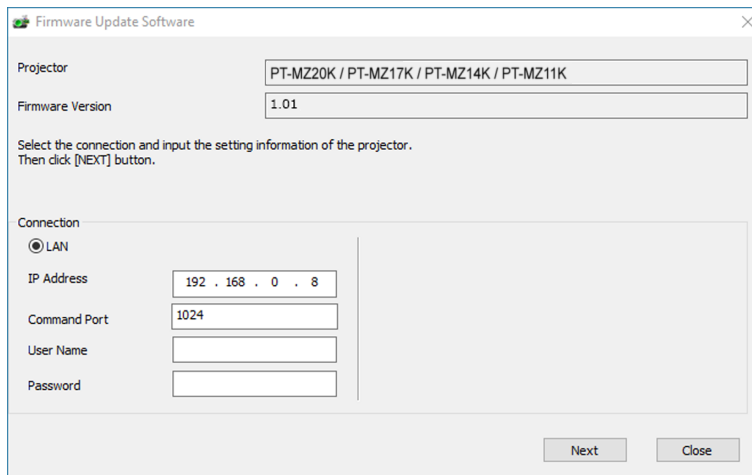 Firmware Update Software
Projector
PT-MZ20K / PT-MZ17K / PT-MZ14K / PT-MZ11K
Firmware Version
1.01
Select the connection and input the setting information of the projector.
Then click [NEXT] button.
Connection
LAN
IP Address
192 . 168 . 0 . 8
Command Port
1024
User Name
Password
Next
Close